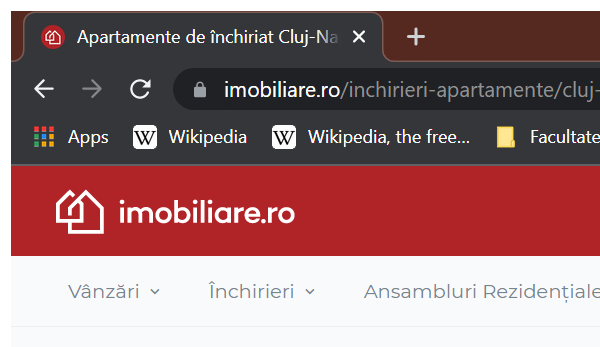 Apartamente de închiriat Cluj-Na
imobiliare.ro/inchirieri-apartamente/cluj-
Apps Wikipedia Wikipedia, the free... Facultate
imobiliare.ro
Vânzări Închirieri Ansambluri Rezidențiale